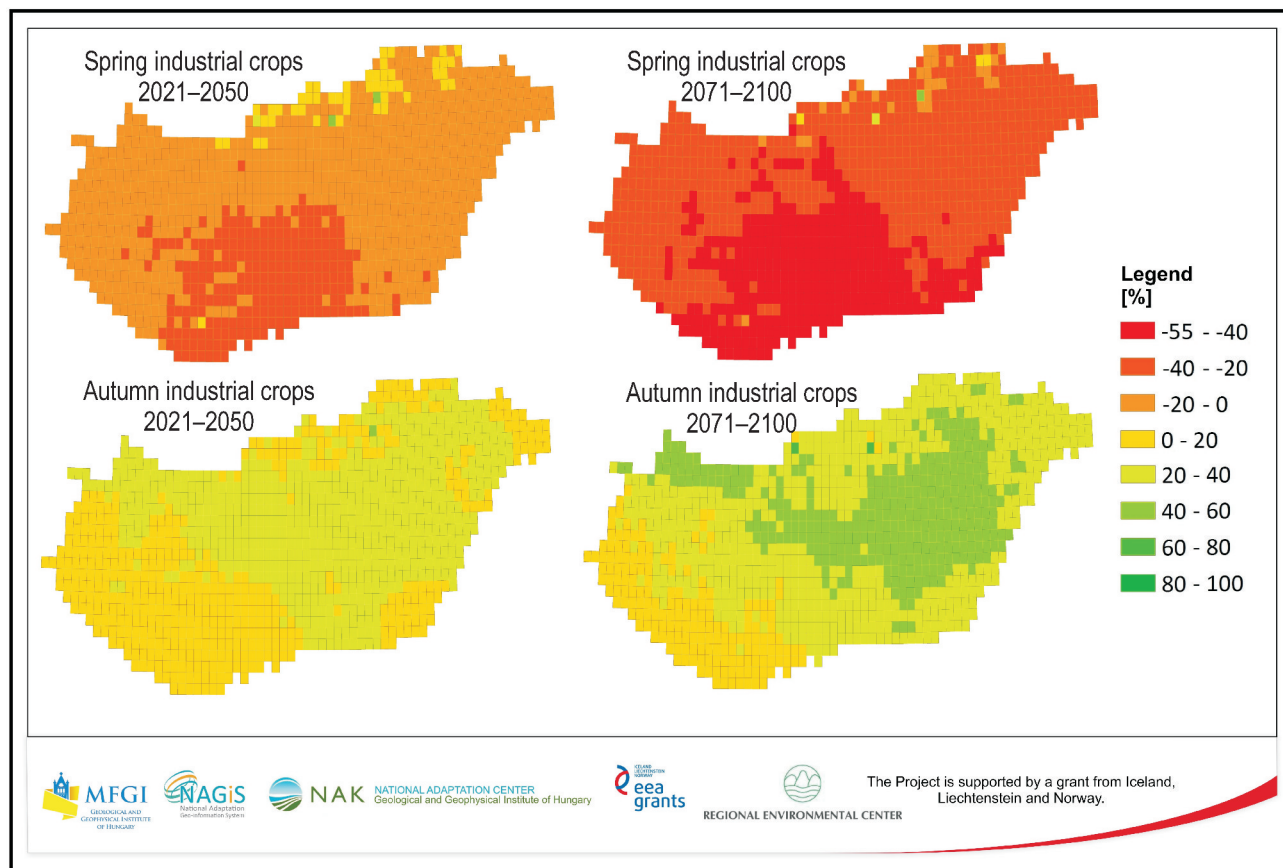 Spring industrial crops
2021–2050
Spring industrial crops
2071–2100
Autumn industrial crops
2021–2050
Autumn industrial crops
2071–2100
Legend
[%]
-55 - -40
-40 - -20
-20 - 0
0 - 20
20 - 40
40 - 60
60 - 80
80 - 100
MFGI
GEOLOGICAL AND
GEOPHYSICAL INSTITUTE
OF HUNGARY
NAGiS
National Adaptation
Geo-information System
NAK
NATIONAL ADAPTATION CENTER
Geological and Geophysical Institute of Hungary
ICELAND
LIECHTENSTEIN
NORWAY
eea
grants
REGIONAL ENVIRONMENTAL CENTER
The Project is supported by a grant from Iceland,
Liechtenstein and Norway.